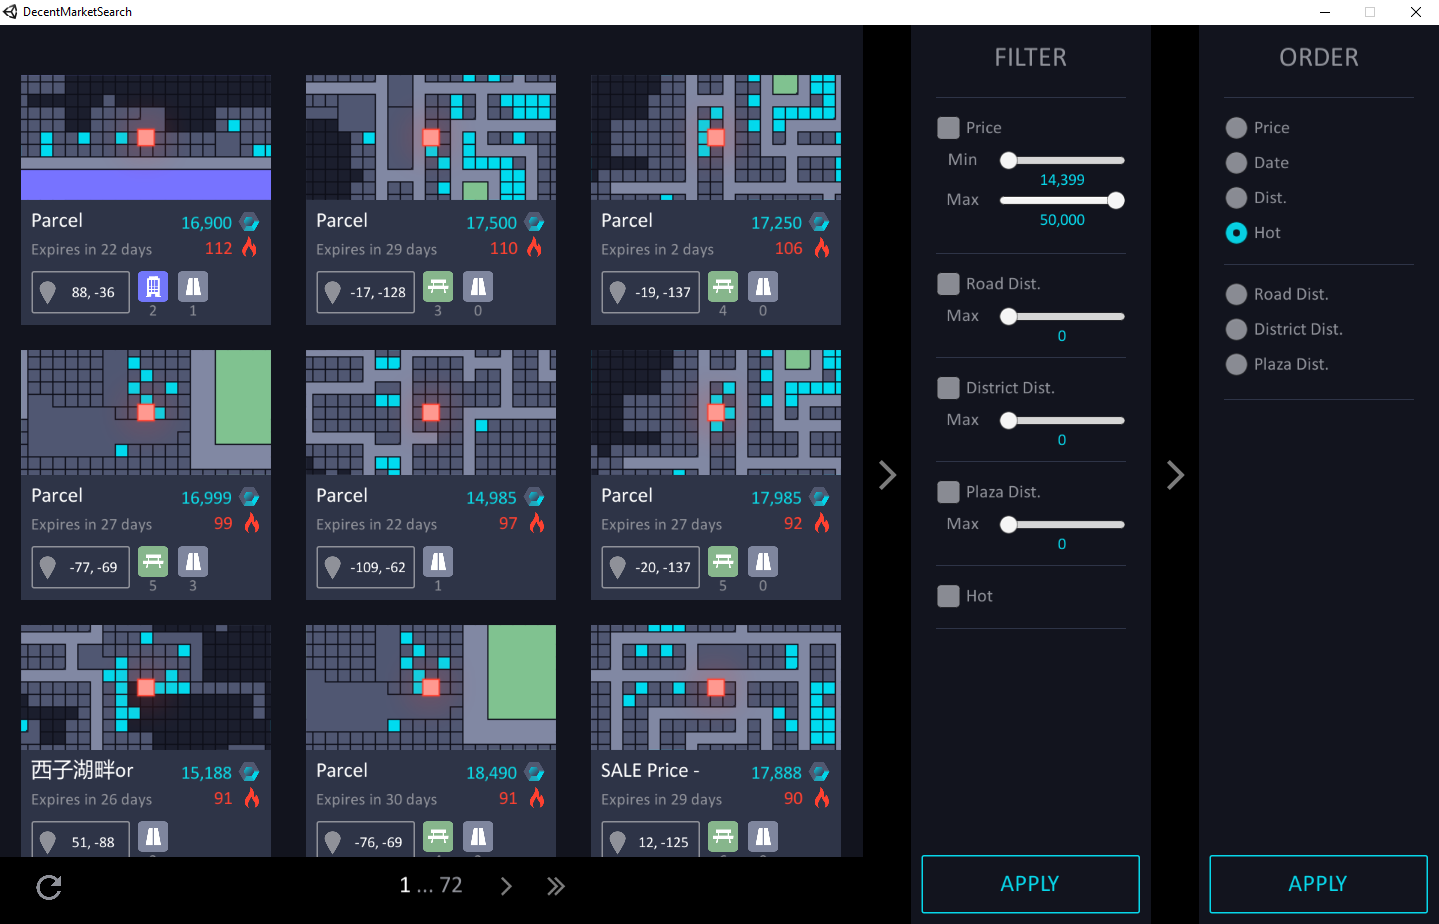 DecentMarketSearch
Parcel 16,900
Expires in 22 days 112
88, -36
2 1
Parcel 17,500
Expires in 29 days 110
-17, -128
3 0
Parcel 17,250
Expires in 2 days 106
-19, -137
4 0
Parcel 16,999
Expires in 27 days 99
-77, -69
5 3
Parcel 14,985
Expires in 22 days 97
-109, -62
1
Parcel 17,985
Expires in 27 days 92
-20, -137
5 0
西子湖畔or 15,188
Expires in 26 days 91
51, -88
Parcel 18,490
Expires in 30 days 91
-76, -69
SALE Price - 17,888
Expires in 29 days 90
12, -125
1 ... 72
FILTER
Price
Min
14,399
Max
50,000
Road Dist.
Max
0
District Dist.
Max
0
Plaza Dist.
Max
0
Hot
APPLY
ORDER
Price
Date
Dist.
Hot
Road Dist.
District Dist.
Plaza Dist.
APPLY